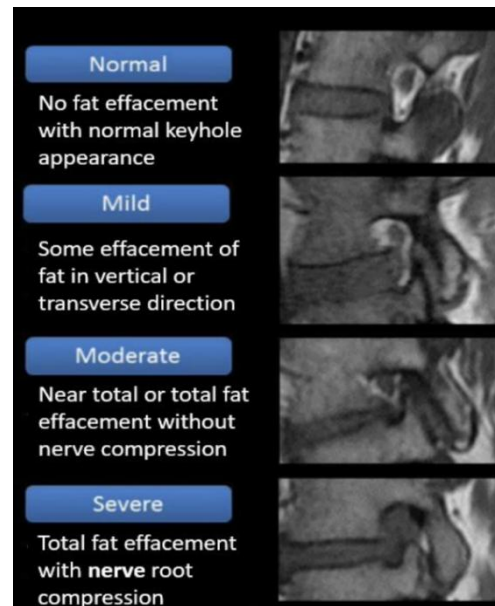 Normal
No fat effacement
with normal keyhole
appearance
Mild
Some effacement of
fat in vertical or
transverse direction
Moderate
Near total or total fat
effacement without
nerve compression
Severe
Total fat effacement
with nerve root
compression